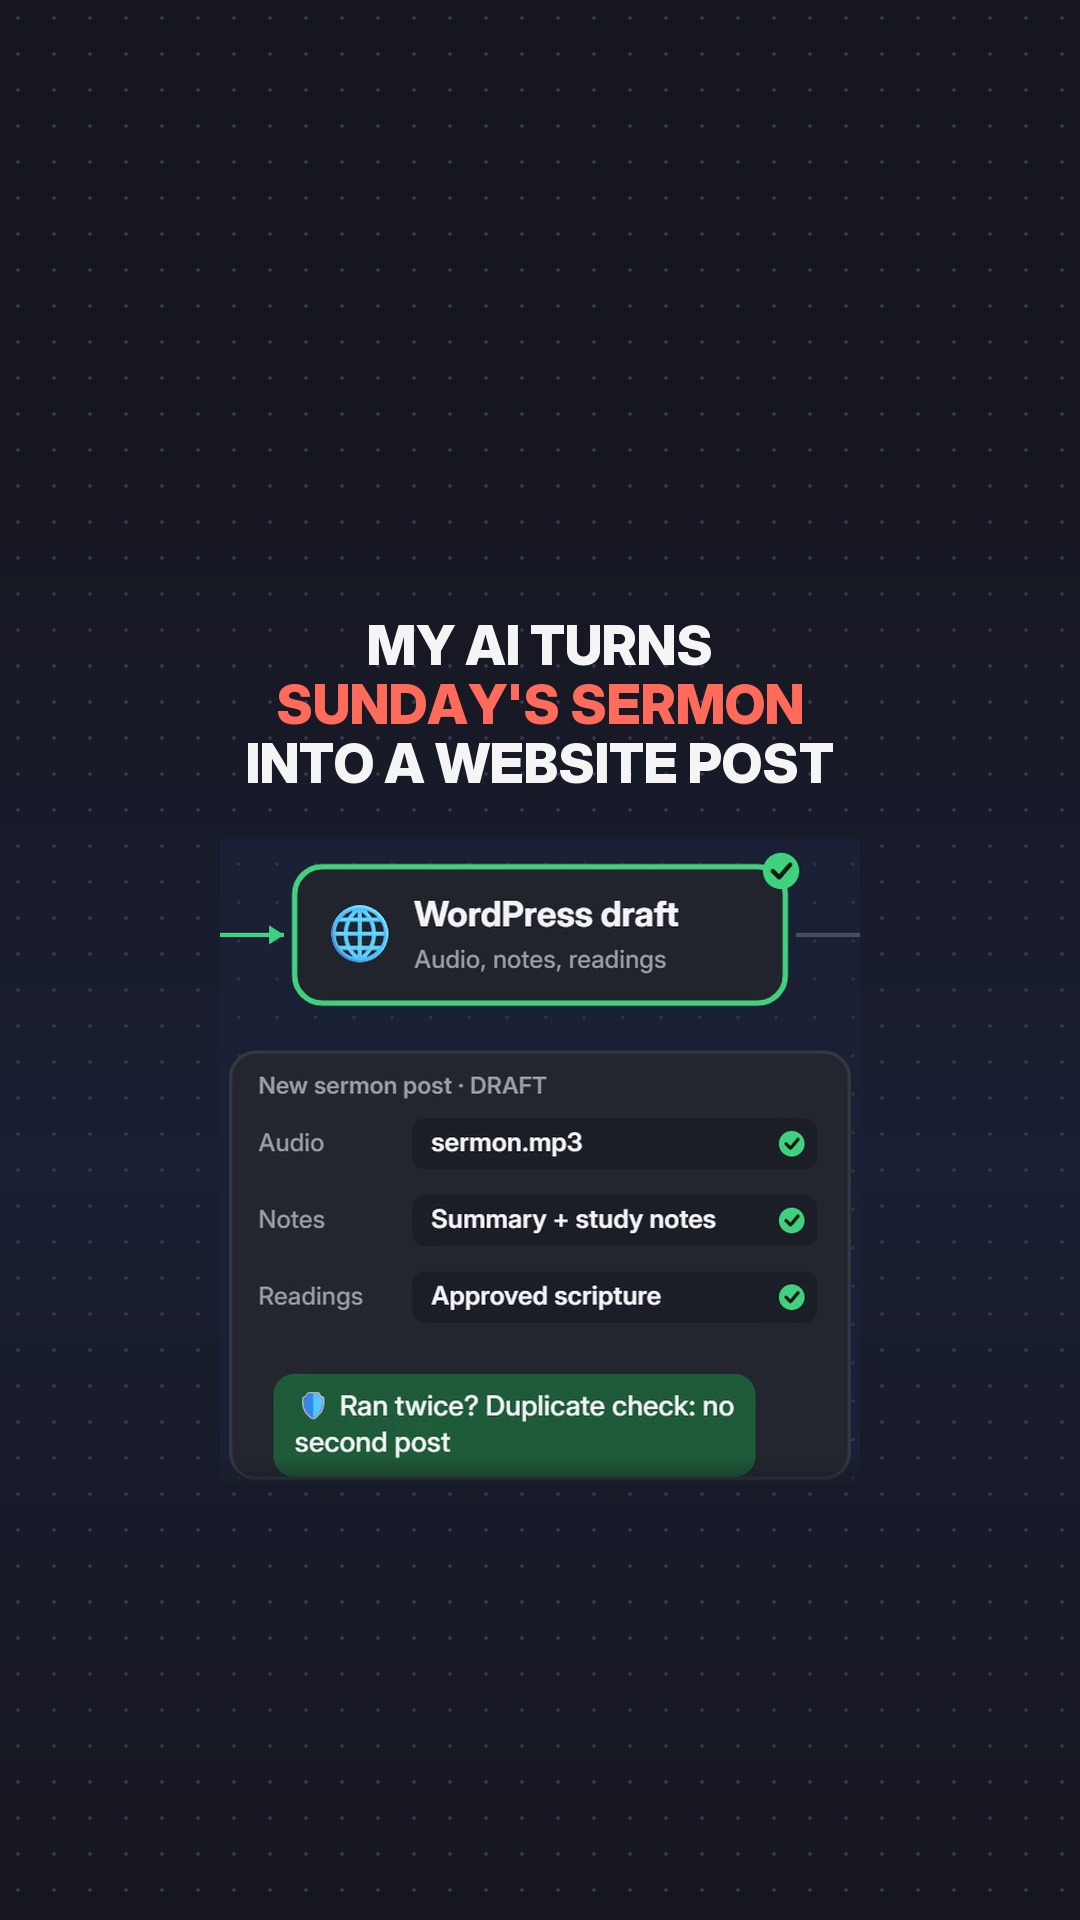 MY AI TURNS
SUNDAY'S SERMON
INTO A WEBSITE POST
WordPress draft
Audio, notes, readings
New sermon post · DRAFT
Audio
sermon.mp3
Notes
Summary + study notes
Readings
Approved scripture
Ran twice? Duplicate check: no
second post